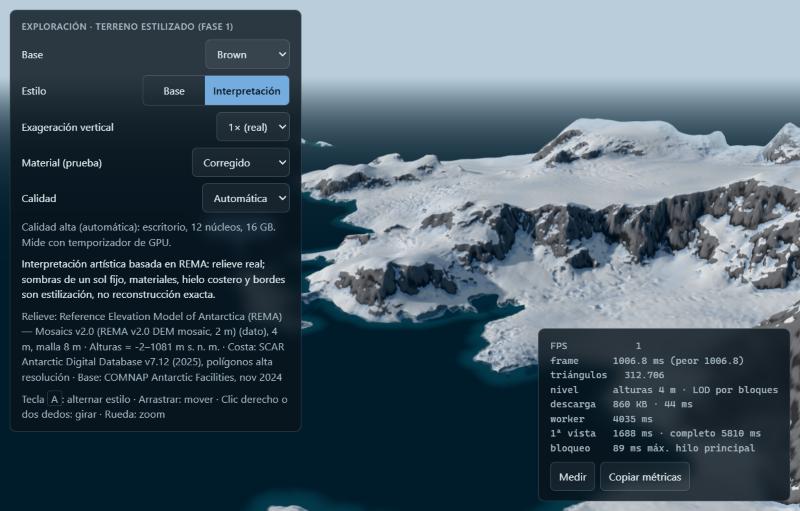 EXPLORACIÓN · TERRENO ESTILIZADO (FASE 1)
Base Brown
Estilo Base Interpretación
Exageración vertical 1× (real)
Material (prueba) Corregido
Calidad Automática
Calidad alta (automática): escritorio, 12 núcleos, 16 GB.
Mide con temporizador de GPU.
Interpretación artística basada en REMA: relieve real;
sombras de un sol fijo, materiales, hielo costero y bordes
son estilización, no reconstrucción exacta.
Relieve: Reference Elevation Model of Antarctica (REMA)
— Mosaics v2.0 (REMA v2.0 DEM mosaic, 2 m) (dato), 4
m, malla 8 m · Alturas ≈ -2–1081 m s. n. m. · Costa: SCAR
Antarctic Digital Database v7.12 (2025), polígonos alta
resolución · Base: COMNAP Antarctic Facilities, nov 2024
Tecla A: alternar estilo · Arrastrar: mover · Clic derecho o
dos dedos: girar · Rueda: zoom
FPS 1
frame 1006.8 ms (peor 1006.8)
triángulos 312.706
nivel alturas 4 m · LOD por bloques
descarga 860 KB · 44 ms
worker 4035 ms
1ª vista 1688 ms · completo 5810 ms
bloqueo 89 ms máx. hilo principal
Medir Copiar métricas